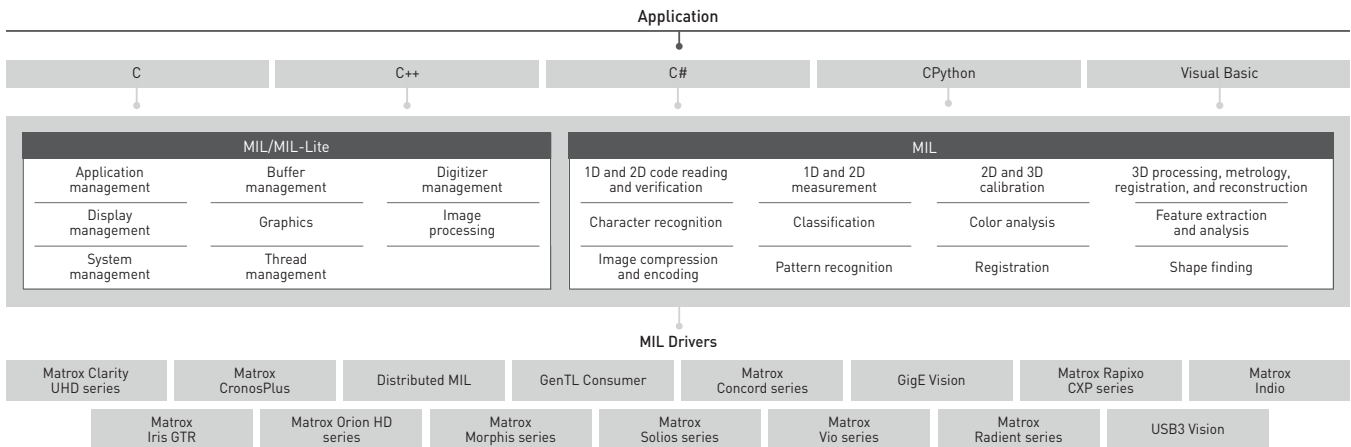 Application
C
C++
C#
CPython
Visual Basic
MIL/MIL-Lite
Application
management
Buffer
management
Digitizer
management
Display
management
Graphics
Image
processing
System
management
Thread
management
MIL
1D and 2D code reading
and verification
1D and 2D
measurement
2D and 3D
calibration
3D processing, metrology,
registration, and reconstruction
Character recognition
Classification
Color analysis
Feature extraction
and analysis
Image compression
and encoding
Pattern recognition
Registration
Shape finding
MIL Drivers
Matrox Clarity
UHD series
Matrox
CronosPlus
Distributed MIL
GenTL Consumer
Matrox
Concord series
GigE Vision
Matrox Rapixo
CXP series
Matrox
Indio
Matrox
Iris GTR
Matrox Orion HD
series
Matrox
Morphis series
Matrox
Solios series
Matrox
Vio series
Matrox
Radient series
USB3 Vision